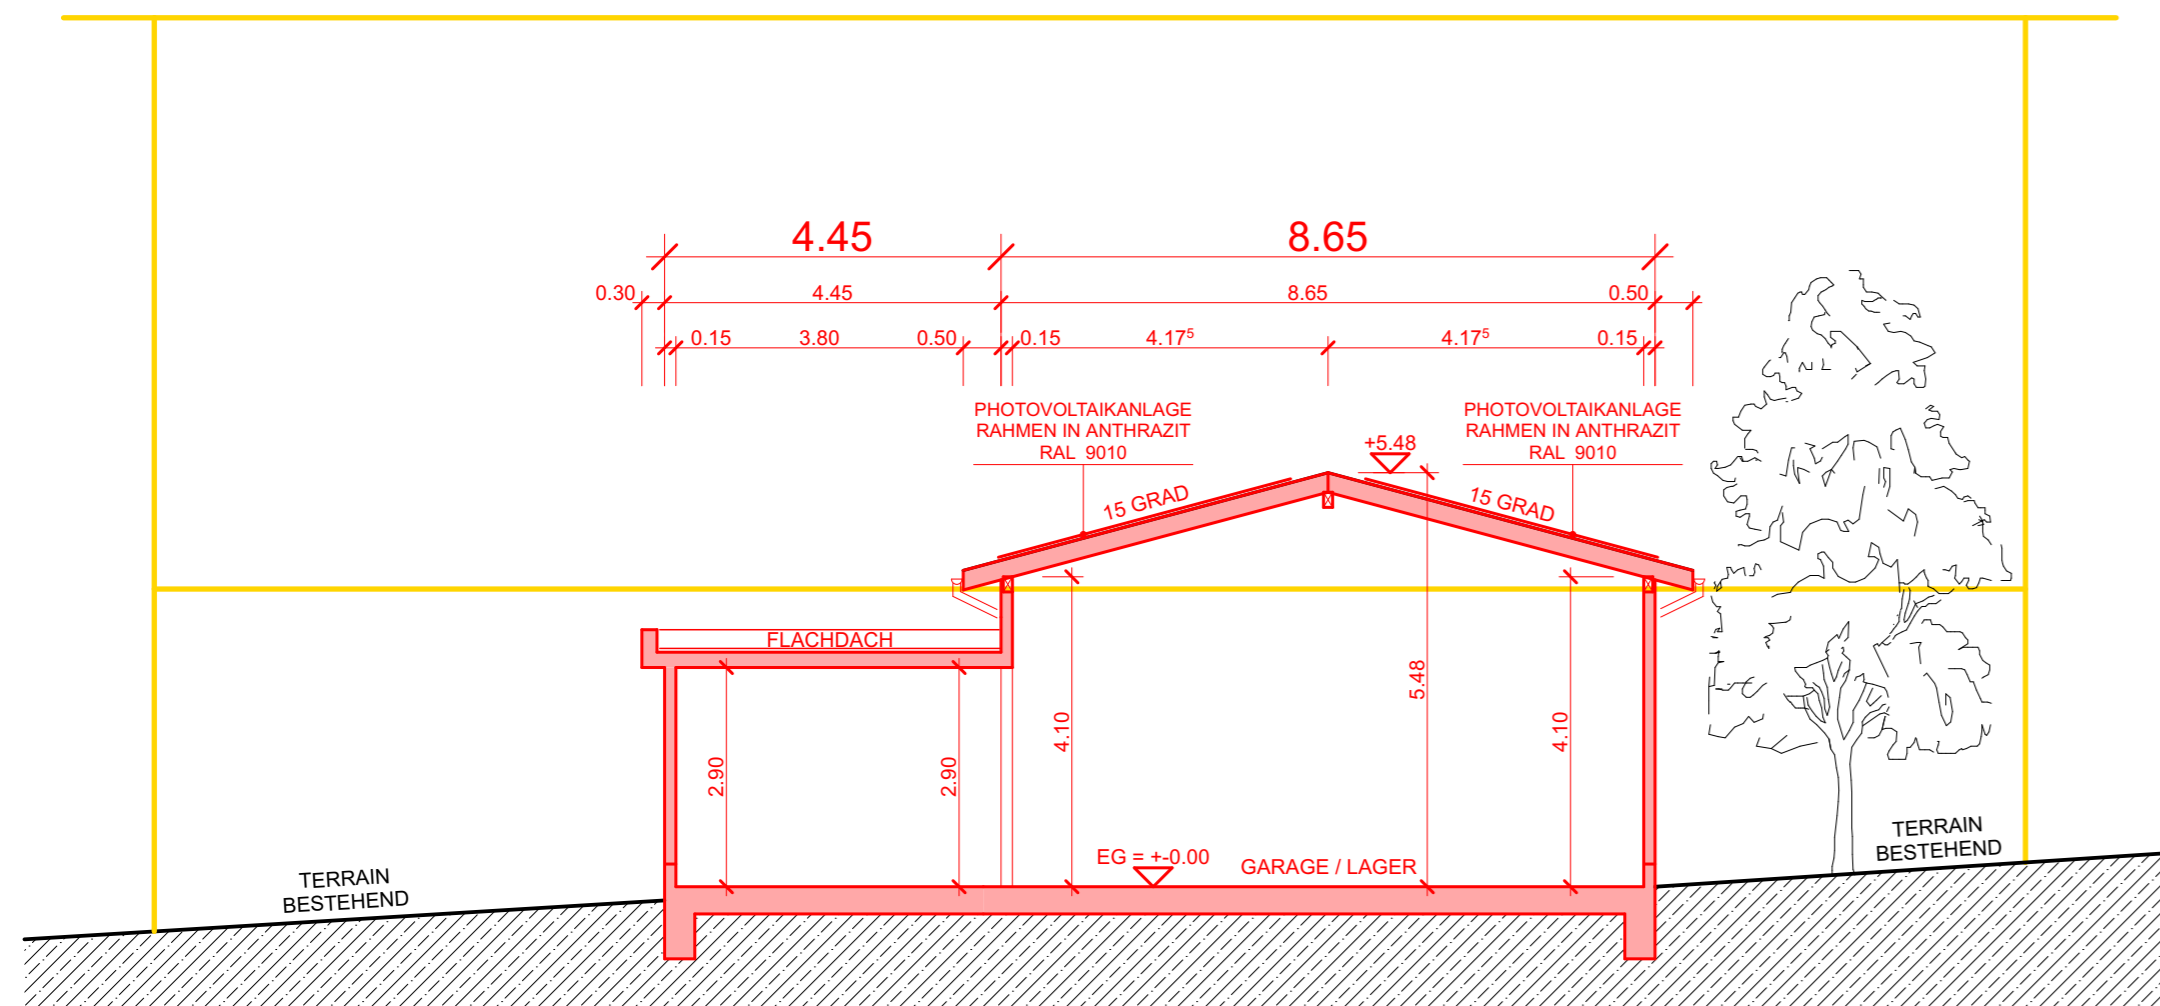 4.45
8.65
0.30
4.45
8.65
0.50
0.15
3.80
0.50
0.15
4.17⁵
4.17⁵
0.15
PHOTOVOLTAIKANLAGE
RAHMEN IN ANTHRAZIT
RAL 9010
PHOTOVOLTAIKANLAGE
RAHMEN IN ANTHRAZIT
RAL 9010
+5.48
15 GRAD
15 GRAD
FLACHDACH
2.90
2.90
4.10
5.48
4.10
EG = +-0.00
GARAGE / LAGER
TERRAIN
BESTEHEND
TERRAIN
BESTEHEND